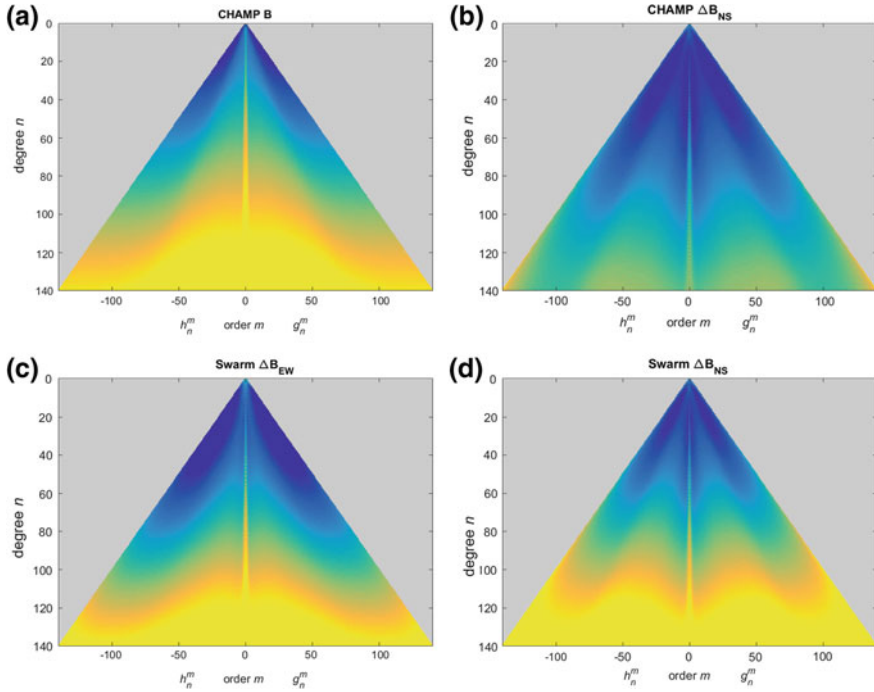 (a)
CHAMP B
0
20
40
60
80
100
120
140
degree n
-100 -50 0 50 100
h_n^m order m g_n^m
(b)
CHAMP ΔB_NS
0
20
40
60
80
100
120
140
degree n
-100 -50 0 50 100
h_n^m order m g_n^m
(c)
Swarm ΔB_EW
0
20
40
60
80
100
120
140
degree n
-100 -50 0 50 100
h_n^m order m g_n^m
(d)
Swarm ΔB_NS
0
20
40
60
80
100
120
140
degree n
-100 -50 0 50 100
h_n^m order m g_n^m